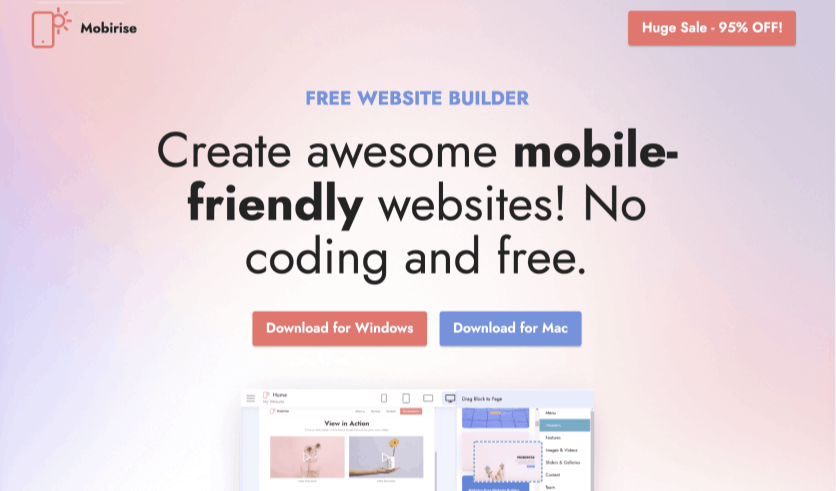 Mobirise
Huge Sale - 95% OFF!
FREE WEBSITE BUILDER
Create awesome mobile-
friendly websites! No
coding and free.
Download for Windows
Download for Mac
Home
Drag Block to Page
Mobirise
View in Action
Menu
Headers
Features
Images & Videos
Sliders & Galleries
Content
Team
MOBIRISE